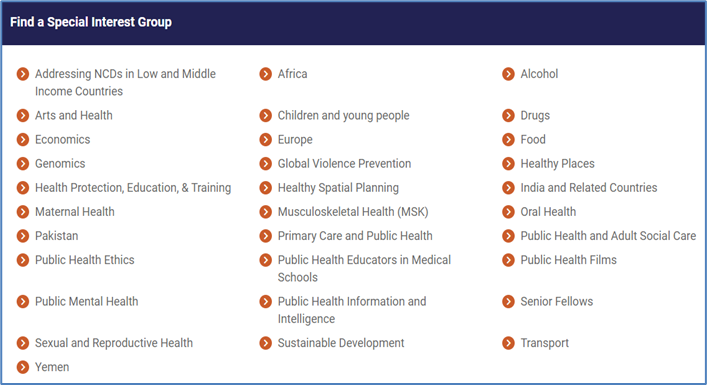 Find a Special Interest Group
Addressing NCDs in Low and Middle
Income Countries
Africa
Alcohol
Arts and Health
Children and young people
Drugs
Economics
Europe
Food
Genomics
Global Violence Prevention
Healthy Places
Health Protection, Education, & Training
Healthy Spatial Planning
India and Related Countries
Maternal Health
Musculoskeletal Health (MSK)
Oral Health
Pakistan
Primary Care and Public Health
Public Health and Adult Social Care
Public Health Ethics
Public Health Educators in Medical
Schools
Public Health Films
Public Mental Health
Public Health Information and
Intelligence
Senior Fellows
Sexual and Reproductive Health
Sustainable Development
Transport
Yemen